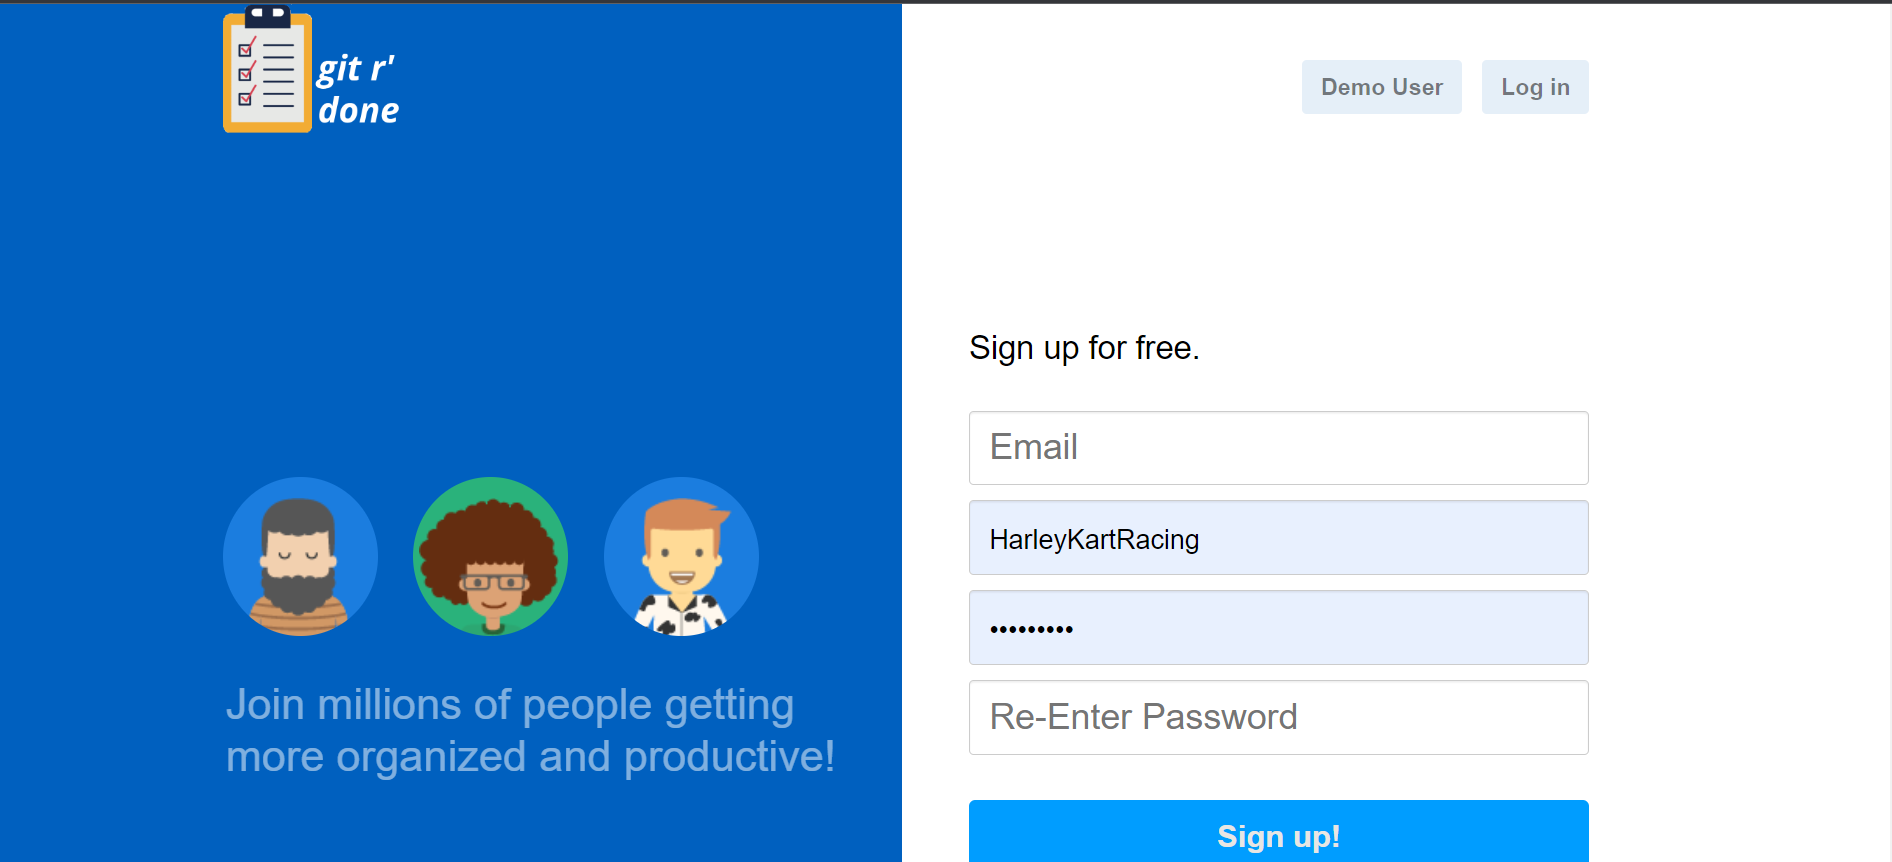 git r'
done
Demo User
Log in
Sign up for free.
Email
HarleyKartRacing
•••••••••
Re-Enter Password
Sign up!
Join millions of people getting
more organized and productive!